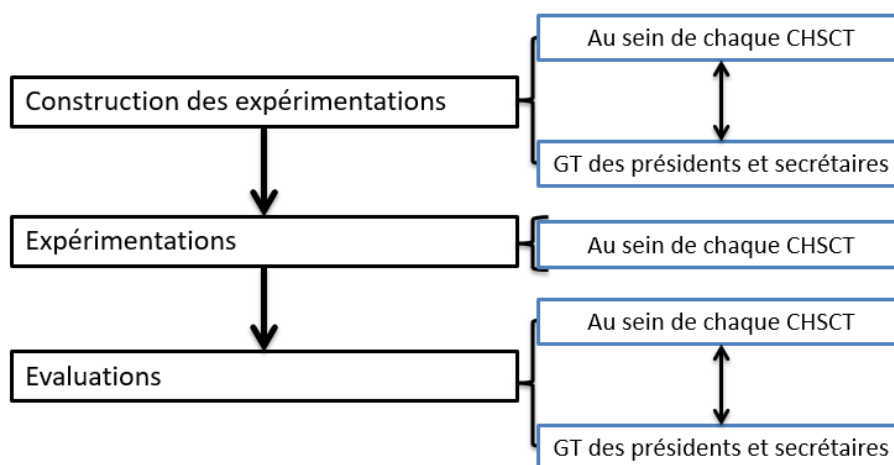 Au sein de chaque CHSCT
Construction des expérimentations
GT des présidents et secrétaires
Expérimentations
Au sein de chaque CHSCT
Au sein de chaque CHSCT
Evaluations
GT des présidents et secrétaires